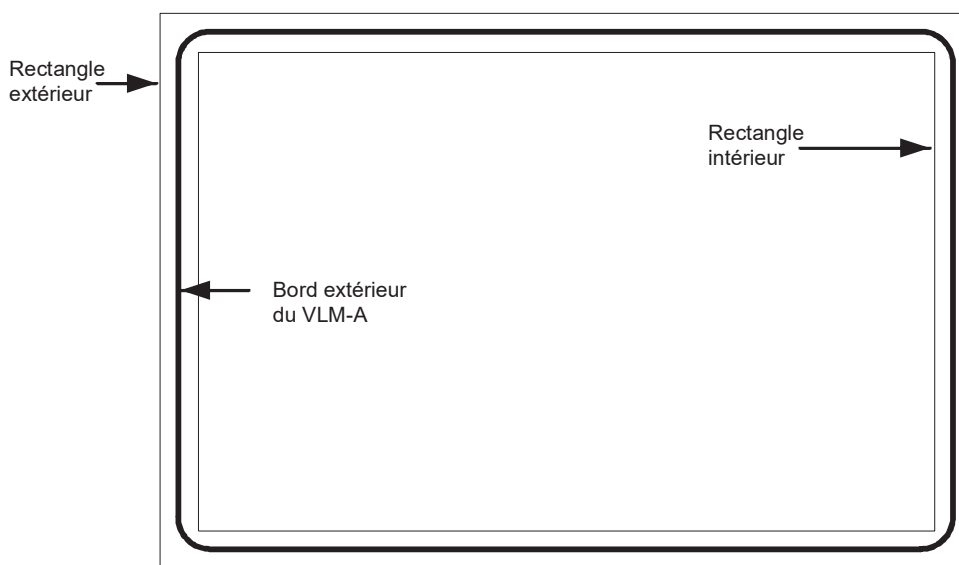 Rectangle
extérieur
Rectangle
intérieur
Bord extérieur
du VLM-A